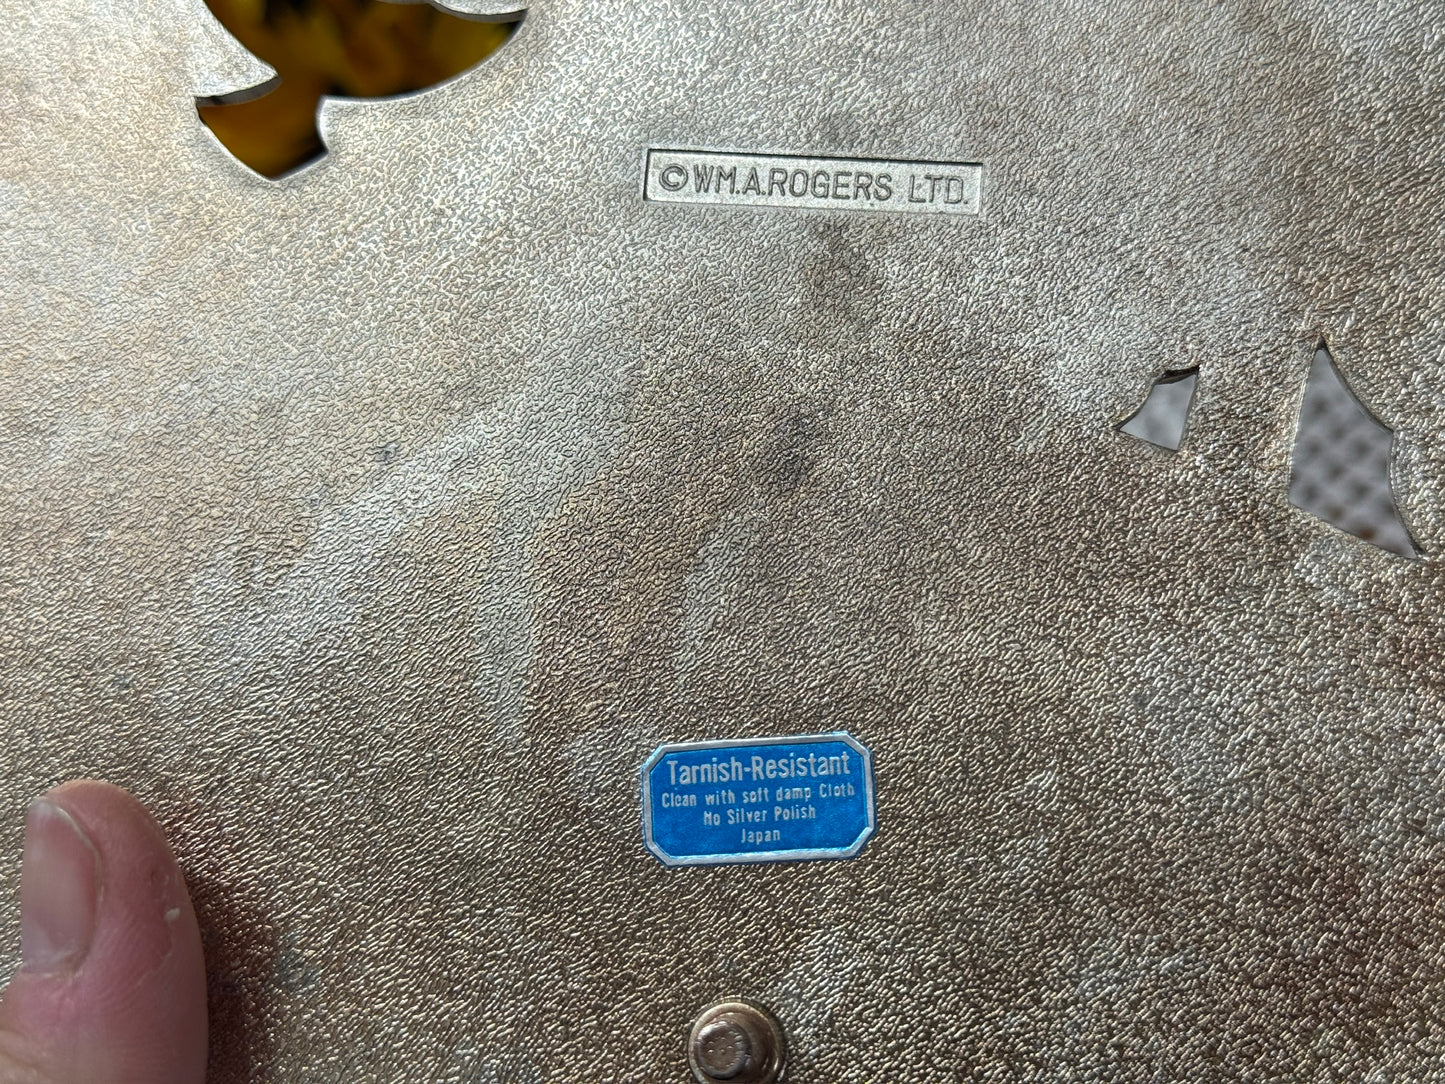 ©WM.A.ROGERS LTD.
Tarnish-Resistant
Clean with soft damp Cloth
No Silver Polish
Japan